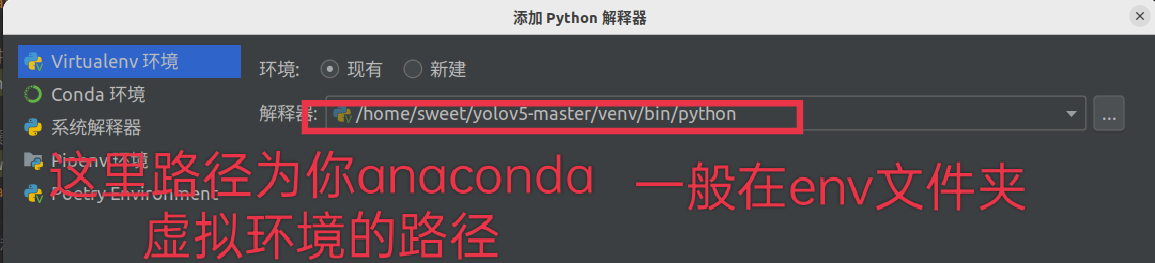 添加 Python 解释器
Virtualenv 环境
环境: 现有 新建
Conda 环境
解释器: /home/sweet/yolov5-master/venv/bin/python ...
系统解释器
Pipenv 环境
Poetry Environment
这里路径为你anaconda 一般在env文件夹
虚拟环境的路径